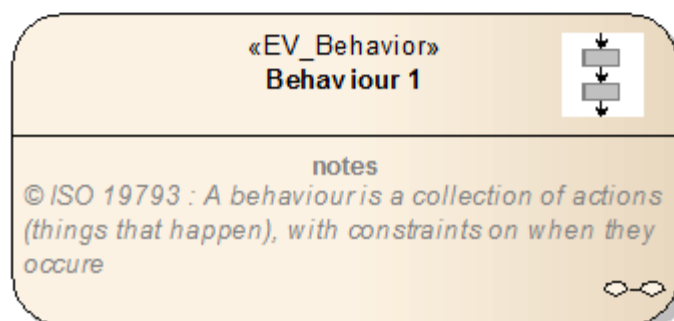 «EV_Behavior»
Behaviour 1
notes
© ISO 19793 : A behaviour is a collection of actions
(things that happen), with constraints on when they
occure